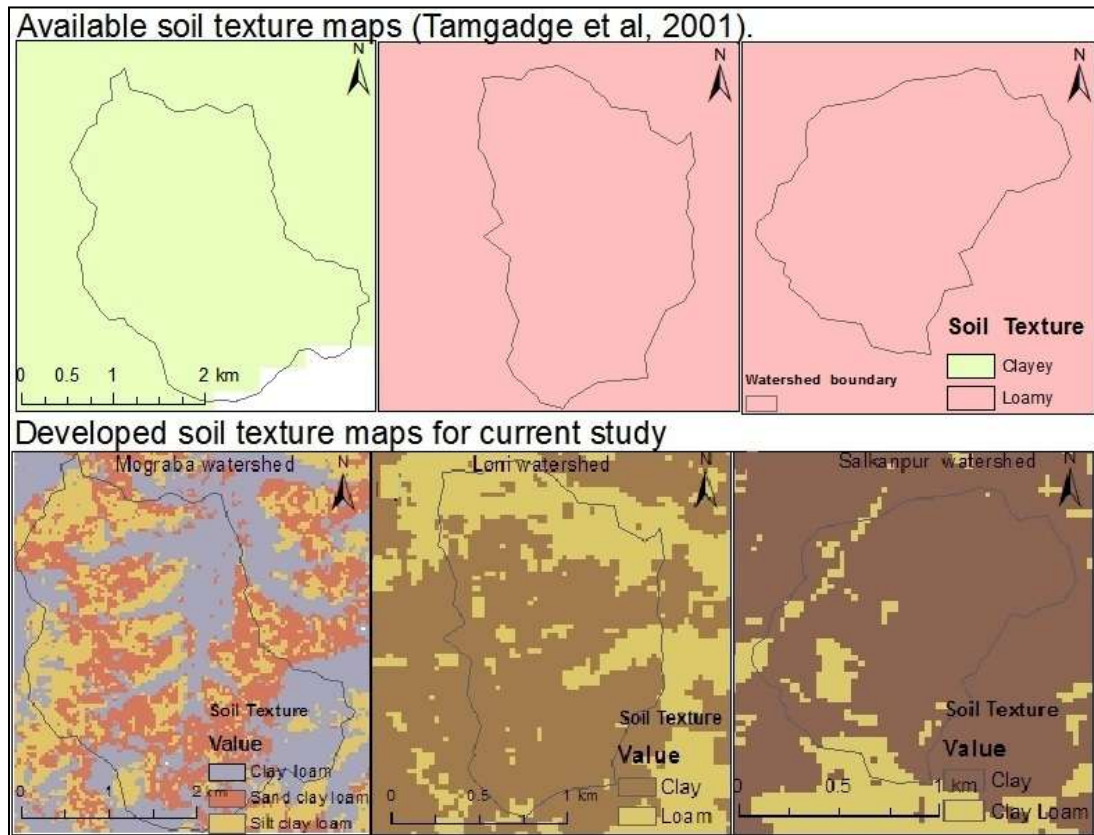 Available soil texture maps (Tamgadge et al, 2001).
N
N
N
0 0.5 1 2 km
Watershed boundary
Soil Texture
Clayey
Loamy
Developed soil texture maps for current study
Mograba watershed
N
Soil Texture
Value
Clay loam
Sand clay loam
Silt clay loam
0 1 2 km
Loni watershed
N
Soil Texture
Value
Clay
Loam
0 0.5 1 km
Salkanpur watershed
N
Soil Texture
Value
Clay
Clay Loam
0 0.5 1 km